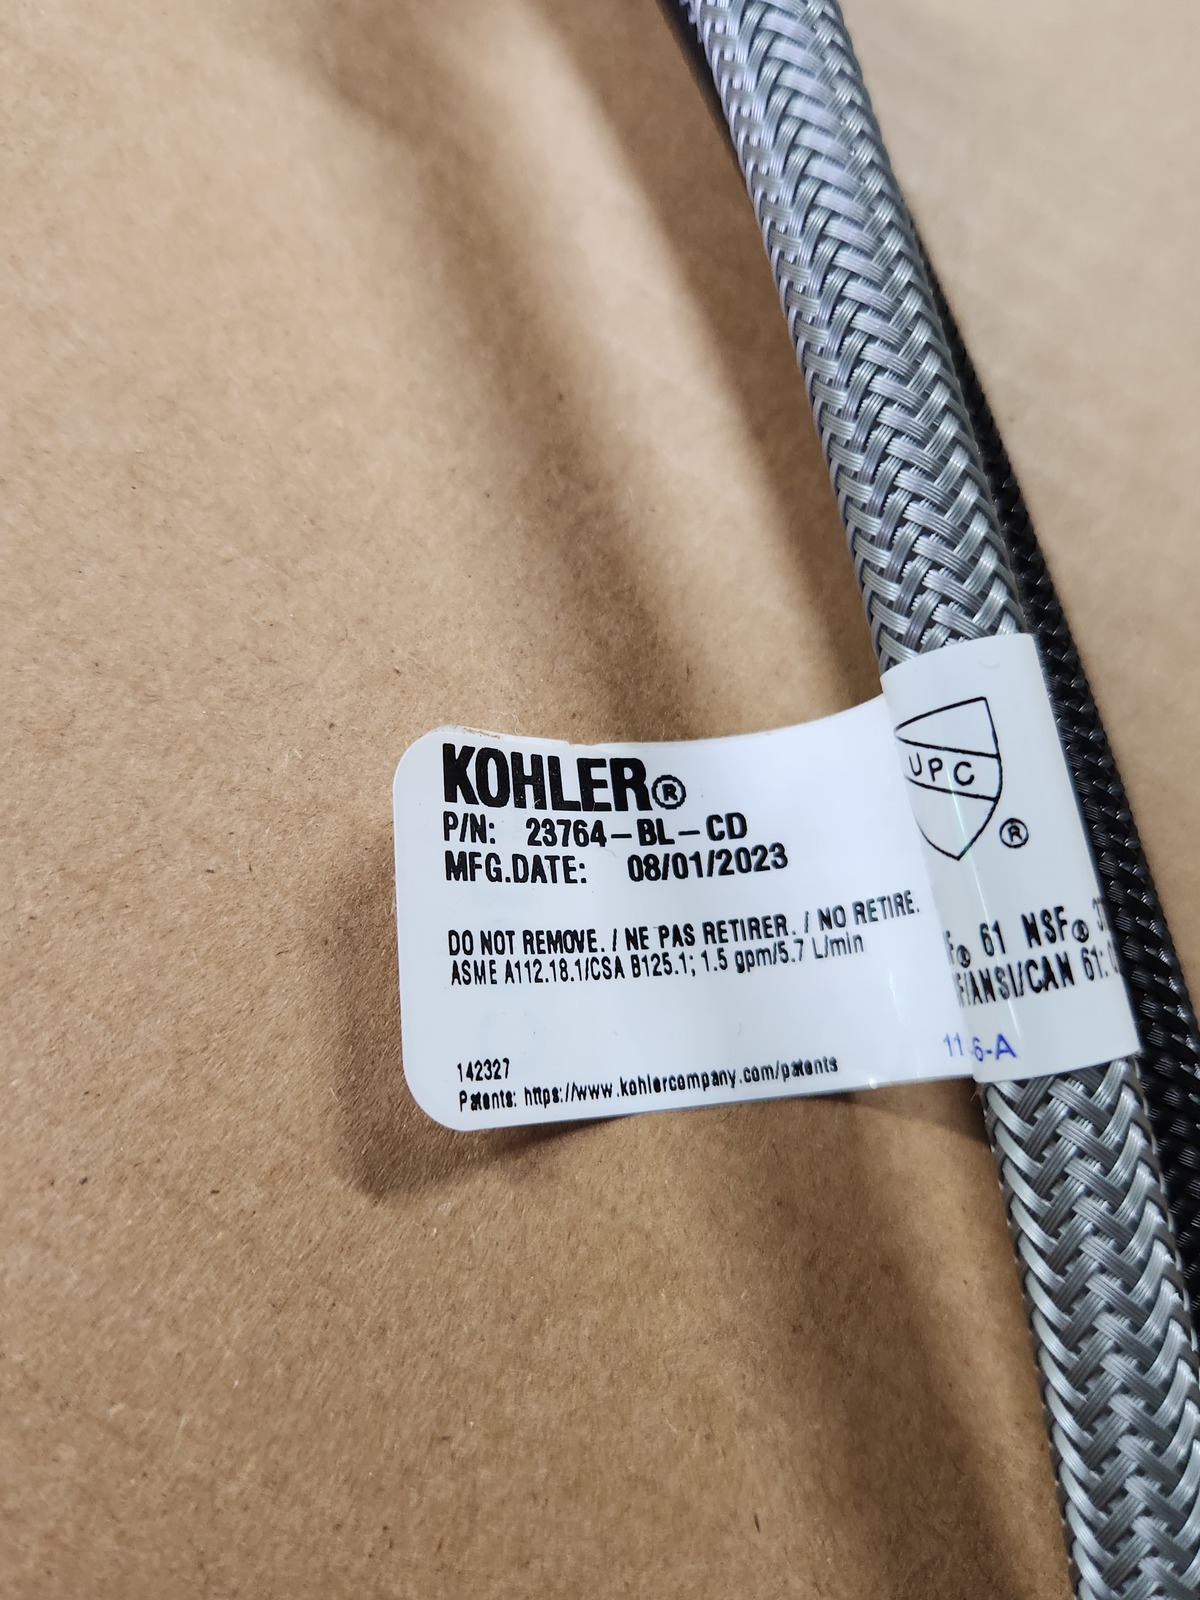 KOHLER®
P/N: 23764-BL-CD
MFG.DATE: 08/01/2023
DO NOT REMOVE. / NE PAS RETIRER. / NO RETIRE.
ASME A112.18.1/CSA B125.1; 1.5 gpm/5.7 L/min
142327
Patents: https://www.kohlercompany.com/patents
UPC
®
61 NSF®
/ANSI/CAN 61:
6-A